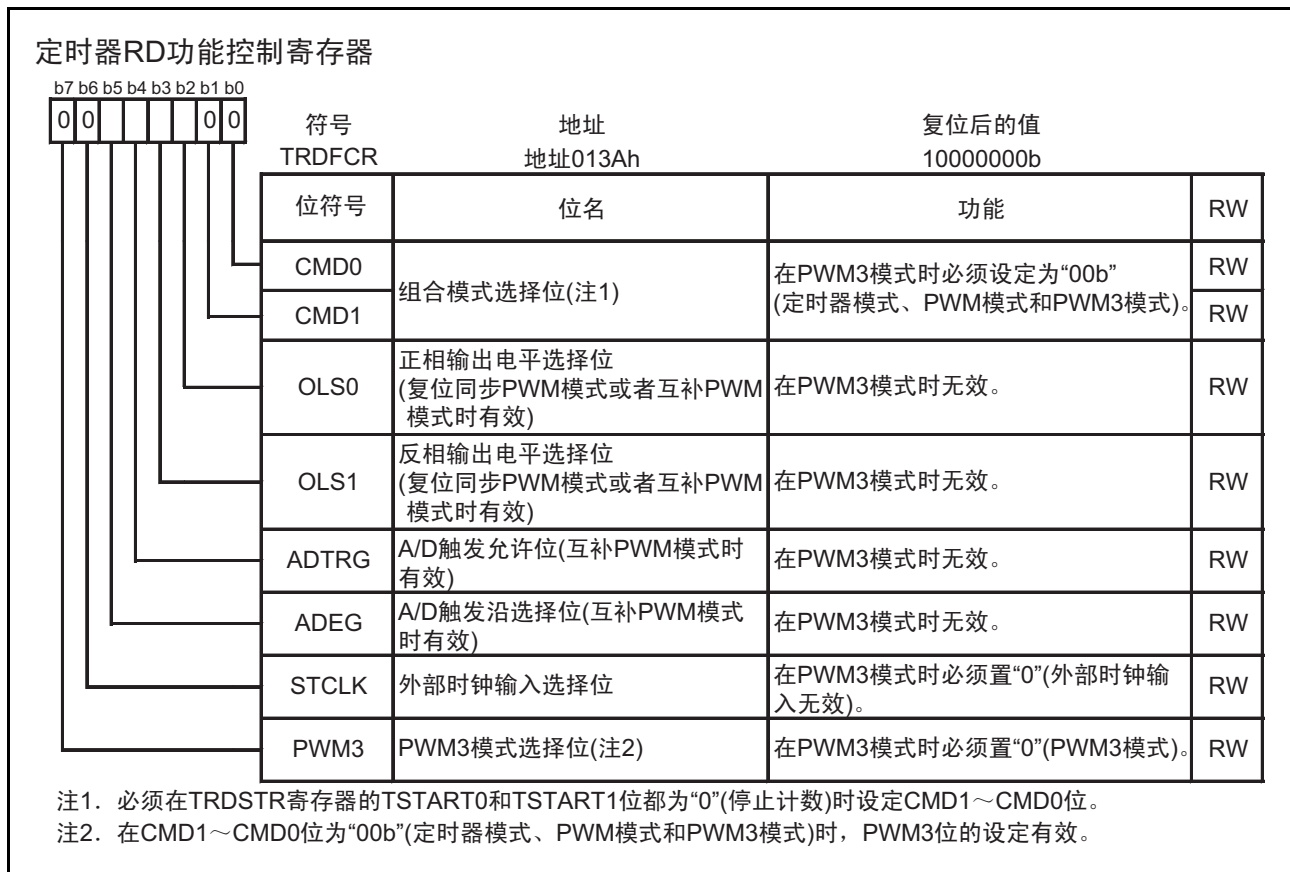 定时器RD功能控制寄存器
b7 b6 b5 b4 b3 b2 b1 b0
0 0 0 0
符号 地址 复位后的值
TRDFCR 地址013Ah 10000000b
位符号 位名 功能 RW
CMD0 RW
组合模式选择位(注1)
在PWM3模式时必须设定为“00b”
(定时器模式、PWM模式和PWM3模式)。
CMD1 RW
正相输出电平选择位
(复位同步PWM模式或者互补PWM
模式时有效)
OLS0 在PWM3模式时无效。 RW
反相输出电平选择位
(复位同步PWM模式或者互补PWM
模式时有效)
OLS1 在PWM3模式时无效。 RW
ADTRG
A/D触发允许位(互补PWM模式时
有效)
在PWM3模式时无效。 RW
ADEG
A/D触发沿选择位(互补PWM模式
时有效)
在PWM3模式时无效。 RW
STCLK 外部时钟输入选择位
在PWM3模式时必须置“0”(外部时钟输
入无效)。
RW
PWM3 PWM3模式选择位(注2) 在PWM3模式时必须置“0”(PWM3模式)。 RW
注1. 必须在TRDSTR寄存器的TSTART0和TSTART1位都为“0”(停止计数)时设定CMD1～CMD0位。
注2. 在CMD1～CMD0位为“00b”(定时器模式、PWM模式和PWM3模式)时，PWM3位的设定有效。